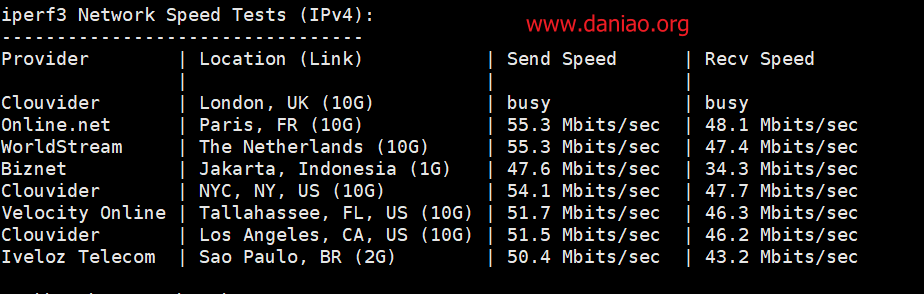 iperf3 Network Speed Tests (IPv4):
www.daniao.org
---------------------------------
Provider | Location (Link) | Send Speed | Recv Speed
| | |
Clouvider | London, UK (10G) | busy | busy
Online.net | Paris, FR (10G) | 55.3 Mbits/sec | 48.1 Mbits/sec
WorldStream | The Netherlands (10G) | 55.3 Mbits/sec | 47.4 Mbits/sec
Biznet | Jakarta, Indonesia (1G) | 47.6 Mbits/sec | 34.3 Mbits/sec
Clouvider | NYC, NY, US (10G) | 54.1 Mbits/sec | 47.7 Mbits/sec
Velocity Online | Tallahassee, FL, US (10G) | 51.7 Mbits/sec | 46.3 Mbits/sec
Clouvider | Los Angeles, CA, US (10G) | 51.5 Mbits/sec | 46.2 Mbits/sec
Iveloz Telecom | Sao Paulo, BR (2G) | 50.4 Mbits/sec | 43.2 Mbits/sec